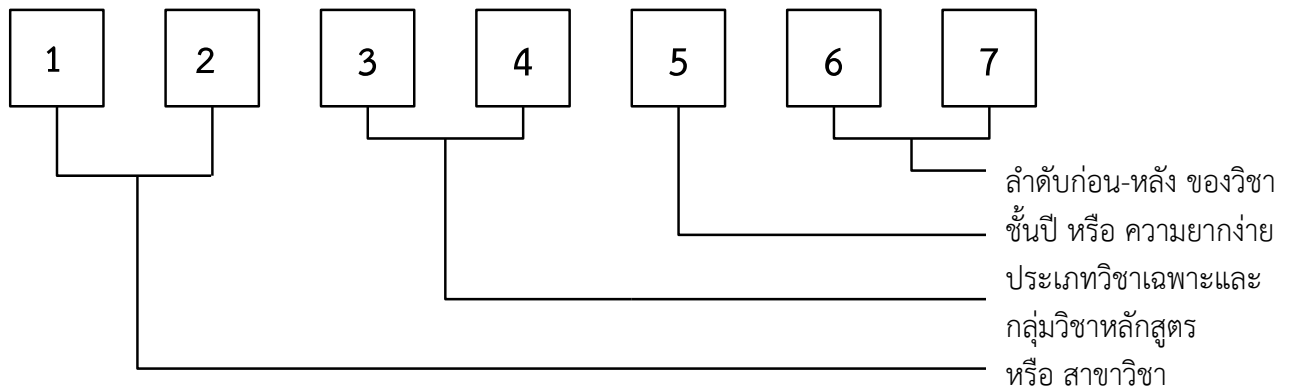 1 2 3 4 5 6 7
ลำดับก่อน-หลัง ของวิชา
ชั้นปี หรือ ความยากง่าย
ประเภทวิชาเฉพาะและ
กลุ่มวิชาหลักสูตร
หรือ สาขาวิชา